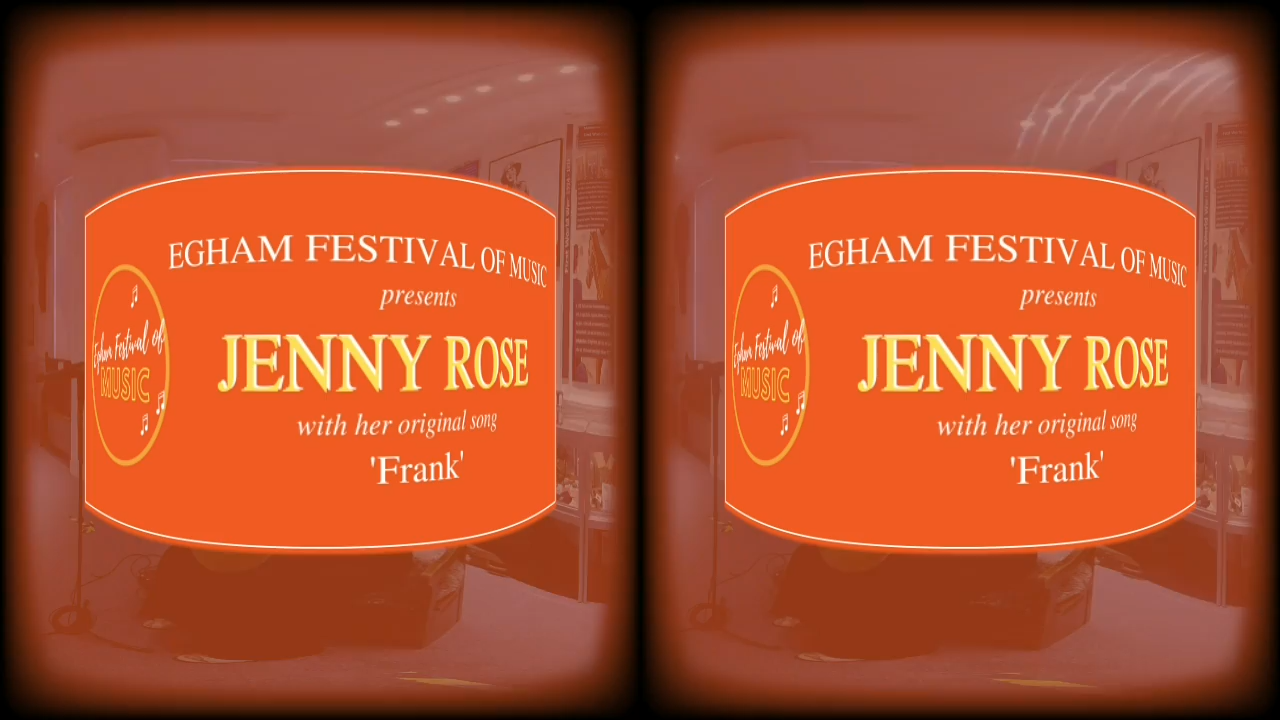 EGHAM FESTIVAL OF MUSIC
presents
JENNY ROSE
with her original song
'Frank'
Egham Festival of
MUSIC
EGHAM FESTIVAL OF MUSIC
presents
JENNY ROSE
with her original song
'Frank'
Egham Festival of
MUSIC